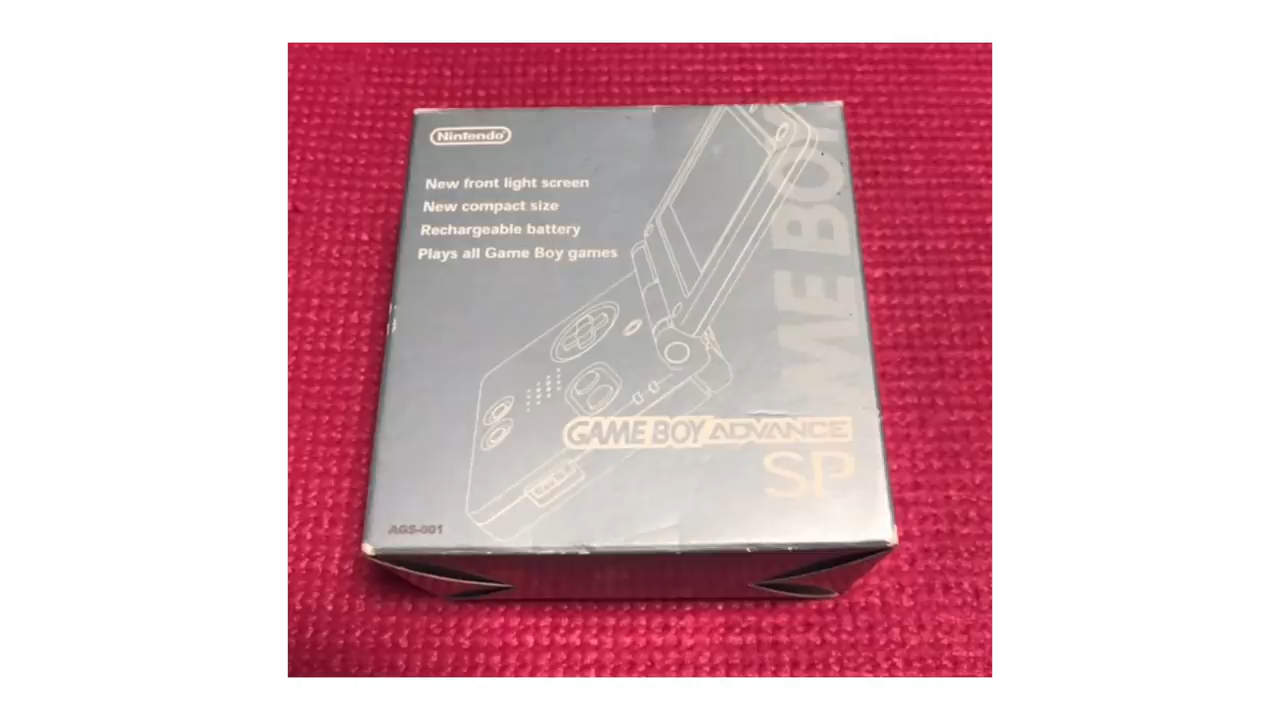 Nintendo®
New front light screen
New compact size
Rechargeable battery
Plays all Game Boy games
GAME BOY
GAME BOY ADVANCE
SP
AGS-001